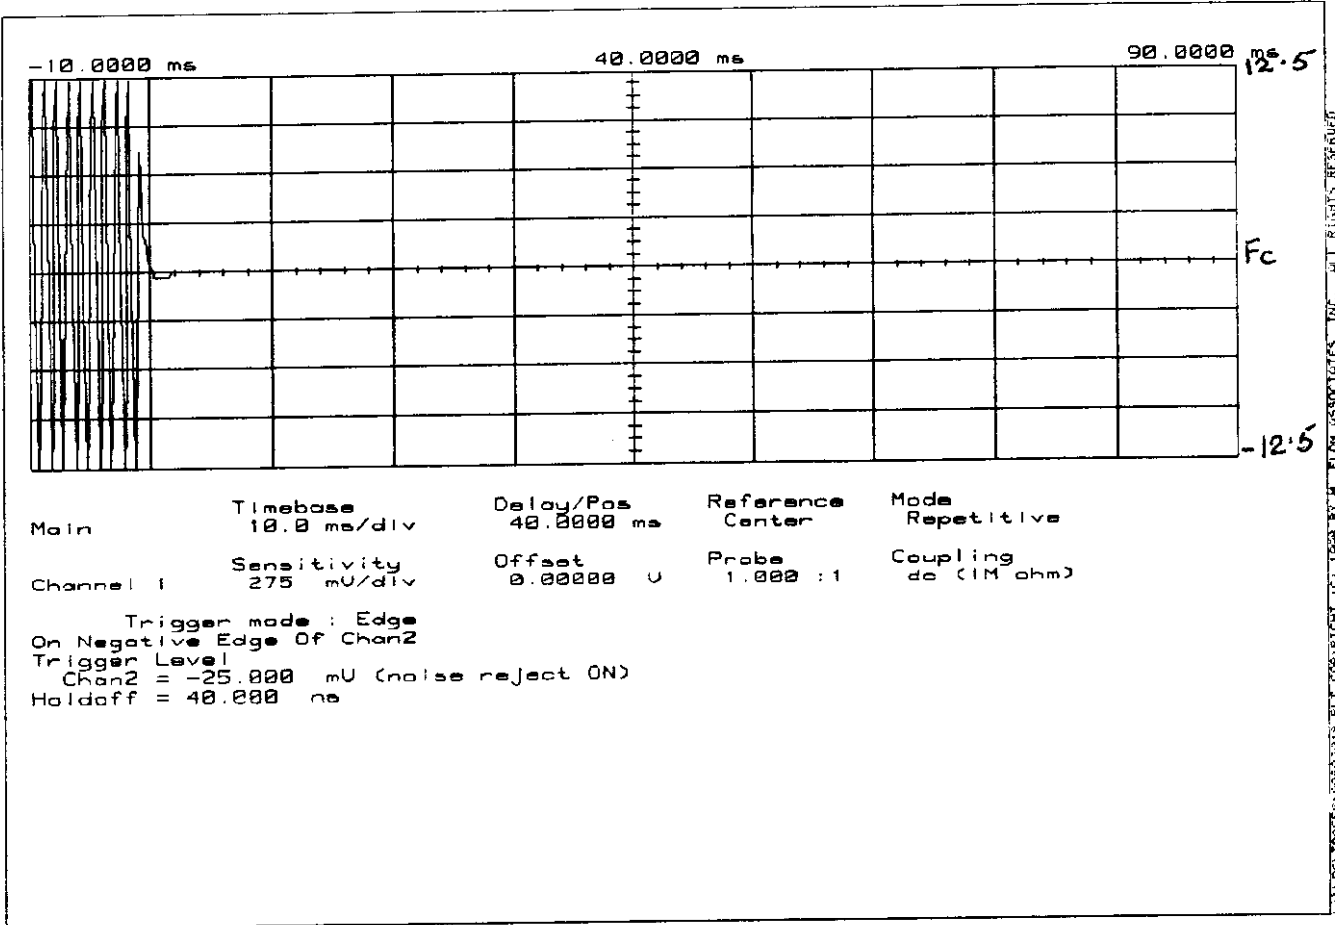 -10.0000 ms 40.0000 ms 90.0000 ms
12.5
Fc
-12.5
Timebase Delay/Pos Reference Mode
Main 10.0 ms/div 40.0000 ms Center Repetitive
Sensitivity Offset Probe Coupling
Channel 1 275 mV/div 0.00000 V 1.000 :1 dc (1M ohm)
Trigger mode : Edge
On Negative Edge Of Chan2
Trigger Level
Chan2 = -25.000 mV (noise reject ON)
Holdoff = 40.000 ns
RIGHTS RESERVED